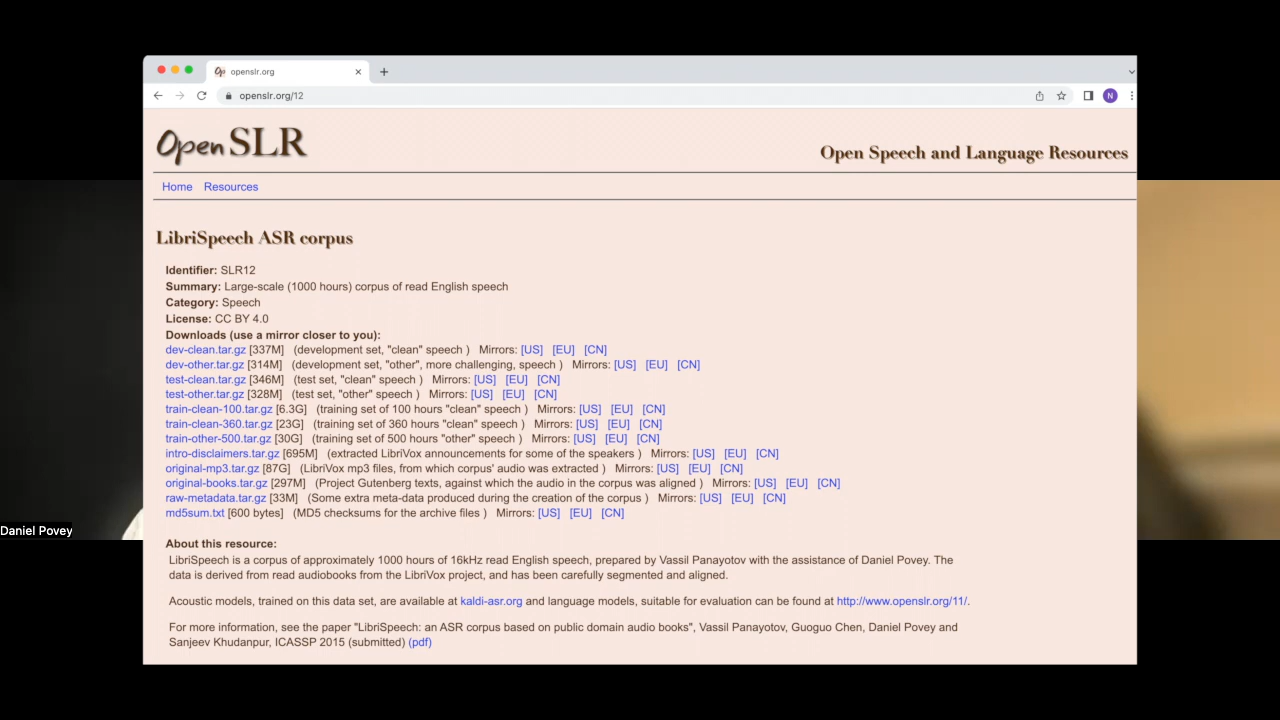 openslr.org
openslr.org/12
N
Open SLR
Open Speech and Language Resources
Home Resources
LibriSpeech ASR corpus
Identifier: SLR12
Summary: Large-scale (1000 hours) corpus of read English speech
Category: Speech
License: CC BY 4.0
Downloads (use a mirror closer to you):
dev-clean.tar.gz [337M] (development set, "clean" speech ) Mirrors: [US] [EU] [CN]
dev-other.tar.gz [314M] (development set, "other", more challenging, speech ) Mirrors: [US] [EU] [CN]
test-clean.tar.gz [346M] (test set, "clean" speech ) Mirrors: [US] [EU] [CN]
test-other.tar.gz [328M] (test set, "other" speech ) Mirrors: [US] [EU] [CN]
train-clean-100.tar.gz [6.3G] (training set of 100 hours "clean" speech ) Mirrors: [US] [EU] [CN]
train-clean-360.tar.gz [23G] (training set of 360 hours "clean" speech ) Mirrors: [US] [EU] [CN]
train-other-500.tar.gz [30G] (training set of 500 hours "other" speech ) Mirrors: [US] [EU] [CN]
intro-disclaimers.tar.gz [695M] (extracted LibriVox announcements for some of the speakers ) Mirrors: [US] [EU] [CN]
original-mp3.tar.gz [87G] (LibriVox mp3 files, from which corpus' audio was extracted ) Mirrors: [US] [EU] [CN]
original-books.tar.gz [297M] (Project Gutenberg texts, against which the audio in the corpus was aligned ) Mirrors: [US] [EU] [CN]
raw-metadata.tar.gz [33M] (Some extra meta-data produced during the creation of the corpus ) Mirrors: [US] [EU] [CN]
md5sum.txt [600 bytes] (MD5 checksums for the archive files ) Mirrors: [US] [EU] [CN]
Daniel Povey
About this resource:
LibriSpeech is a corpus of approximately 1000 hours of 16kHz read English speech, prepared by Vassil Panayotov with the assistance of Daniel Povey. The
data is derived from read audiobooks from the LibriVox project, and has been carefully segmented and aligned.
Acoustic models, trained on this data set, are available at kaldi-asr.org and language models, suitable for evaluation can be found at http://www.openslr.org/11/.
For more information, see the paper "LibriSpeech: an ASR corpus based on public domain audio books", Vassil Panayotov, Guoguo Chen, Daniel Povey and
Sanjeev Khudanpur, ICASSP 2015 (submitted) (pdf)